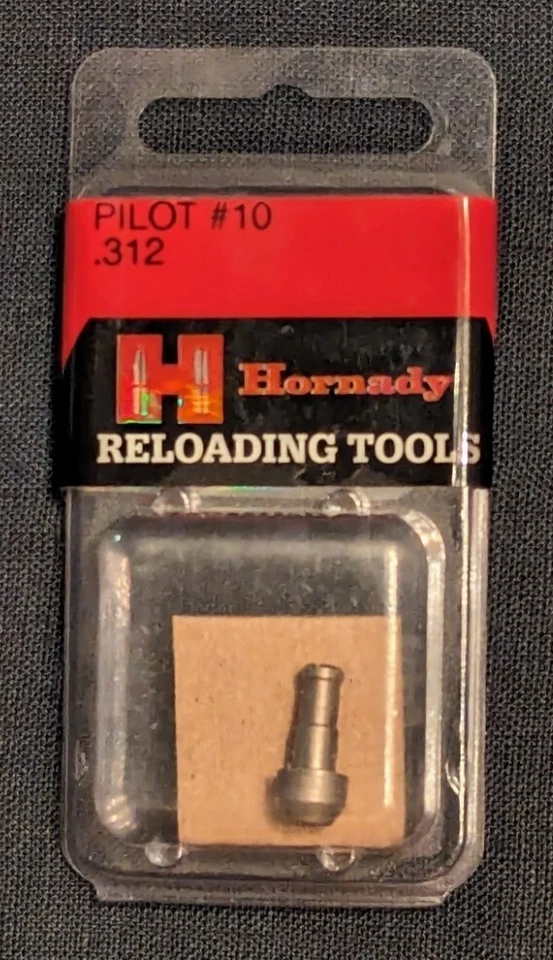 PILOT #10
.312
H Hornady
RELOADING TOOLS